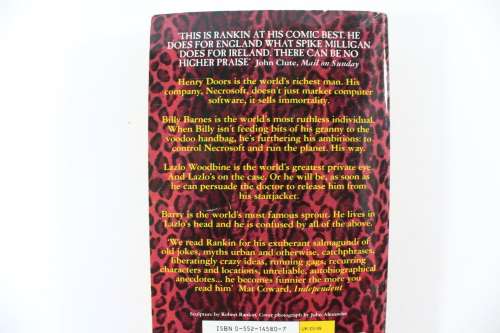 'THIS IS RANKIN AT HIS COMIC BEST. HE
DOES FOR ENGLAND WHAT SPIKE MILLIGAN
DOES FOR IRELAND. THERE CAN BE NO
HIGHER PRAISE' John Clute, Mail on Sunday
Henry Doors is the world's richest man. His
company, Necrosoft, doesn't just market computer
software, it sells immortality.
Billy Barnes is the world's most ruthless individual.
When Billy isn't feeding bits of his granny to the
voodoo handbag, he's furthering his ambitions: to
control Necrosoft and run the planet. His way.
Lazlo Woodbine is the world's greatest private eye.
And Lazlo's on the case. Or he will be, as soon as
he can persuade the doctor to release him from
his straitjacket.
Barry is the world's most famous sprout. He lives in
Lazlo's head and he is confused by all of the above.
'We read Rankin for his exuberant salmagundi of
old jokes, myths urban and otherwise, catchphrases,
liberatingly crazy ideas, running gags, recurring
characters and locations, unreliable, autobiographical
anecdotes... he becomes funnier the more you
read him' Mat Coward, Independent
Sculpture by Robert Rankin. Cover photograph by John Alexander
ISBN 0-552-14580-7